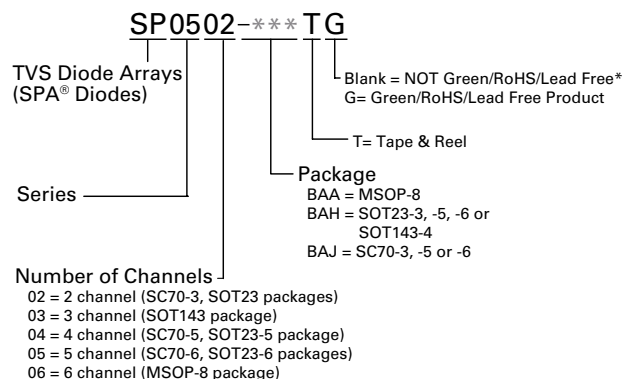 SP0502-***TG
TVS Diode Arrays
(SPA® Diodes)
Blank = NOT Green/RoHS/Lead Free*
G= Green/RoHS/Lead Free Product
T= Tape & Reel
Package
BAA = MSOP-8
BAH = SOT23-3, -5, -6 or
SOT143-4
BAJ = SC70-3, -5 or -6
Series
Number of Channels
02 = 2 channel (SC70-3, SOT23 packages)
03 = 3 channel (SOT143 package)
04 = 4 channel (SC70-5, SOT23-5 package)
05 = 5 channel (SC70-6, SOT23-6 packages)
06 = 6 channel (MSOP-8 package)